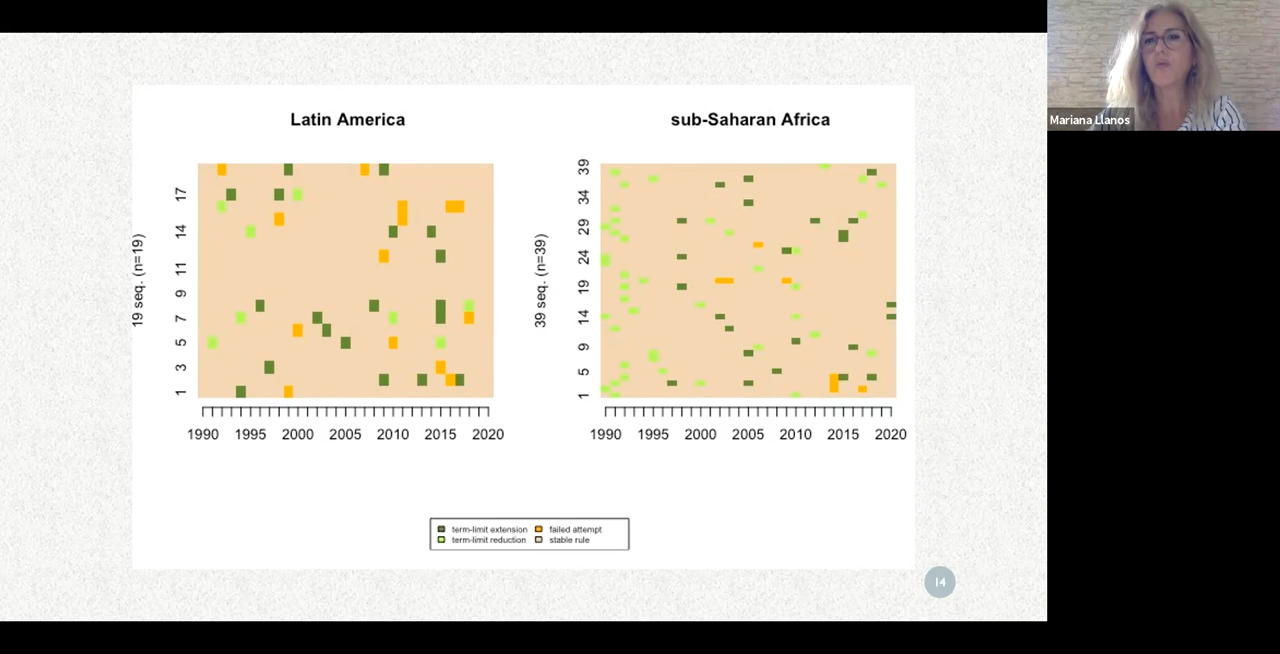 Mariana Llanos
Latin America
sub-Saharan Africa
19 seq. (n=19)
17
14
11
9
7
5
3
1
1990 1995 2000 2005 2010 2015 2020
39 seq. (n=39)
39
34
29
24
19
14
9
5
1
1990 1995 2000 2005 2010 2015 2020
term-limit extension failed attempt
term-limit reduction stable rule
14